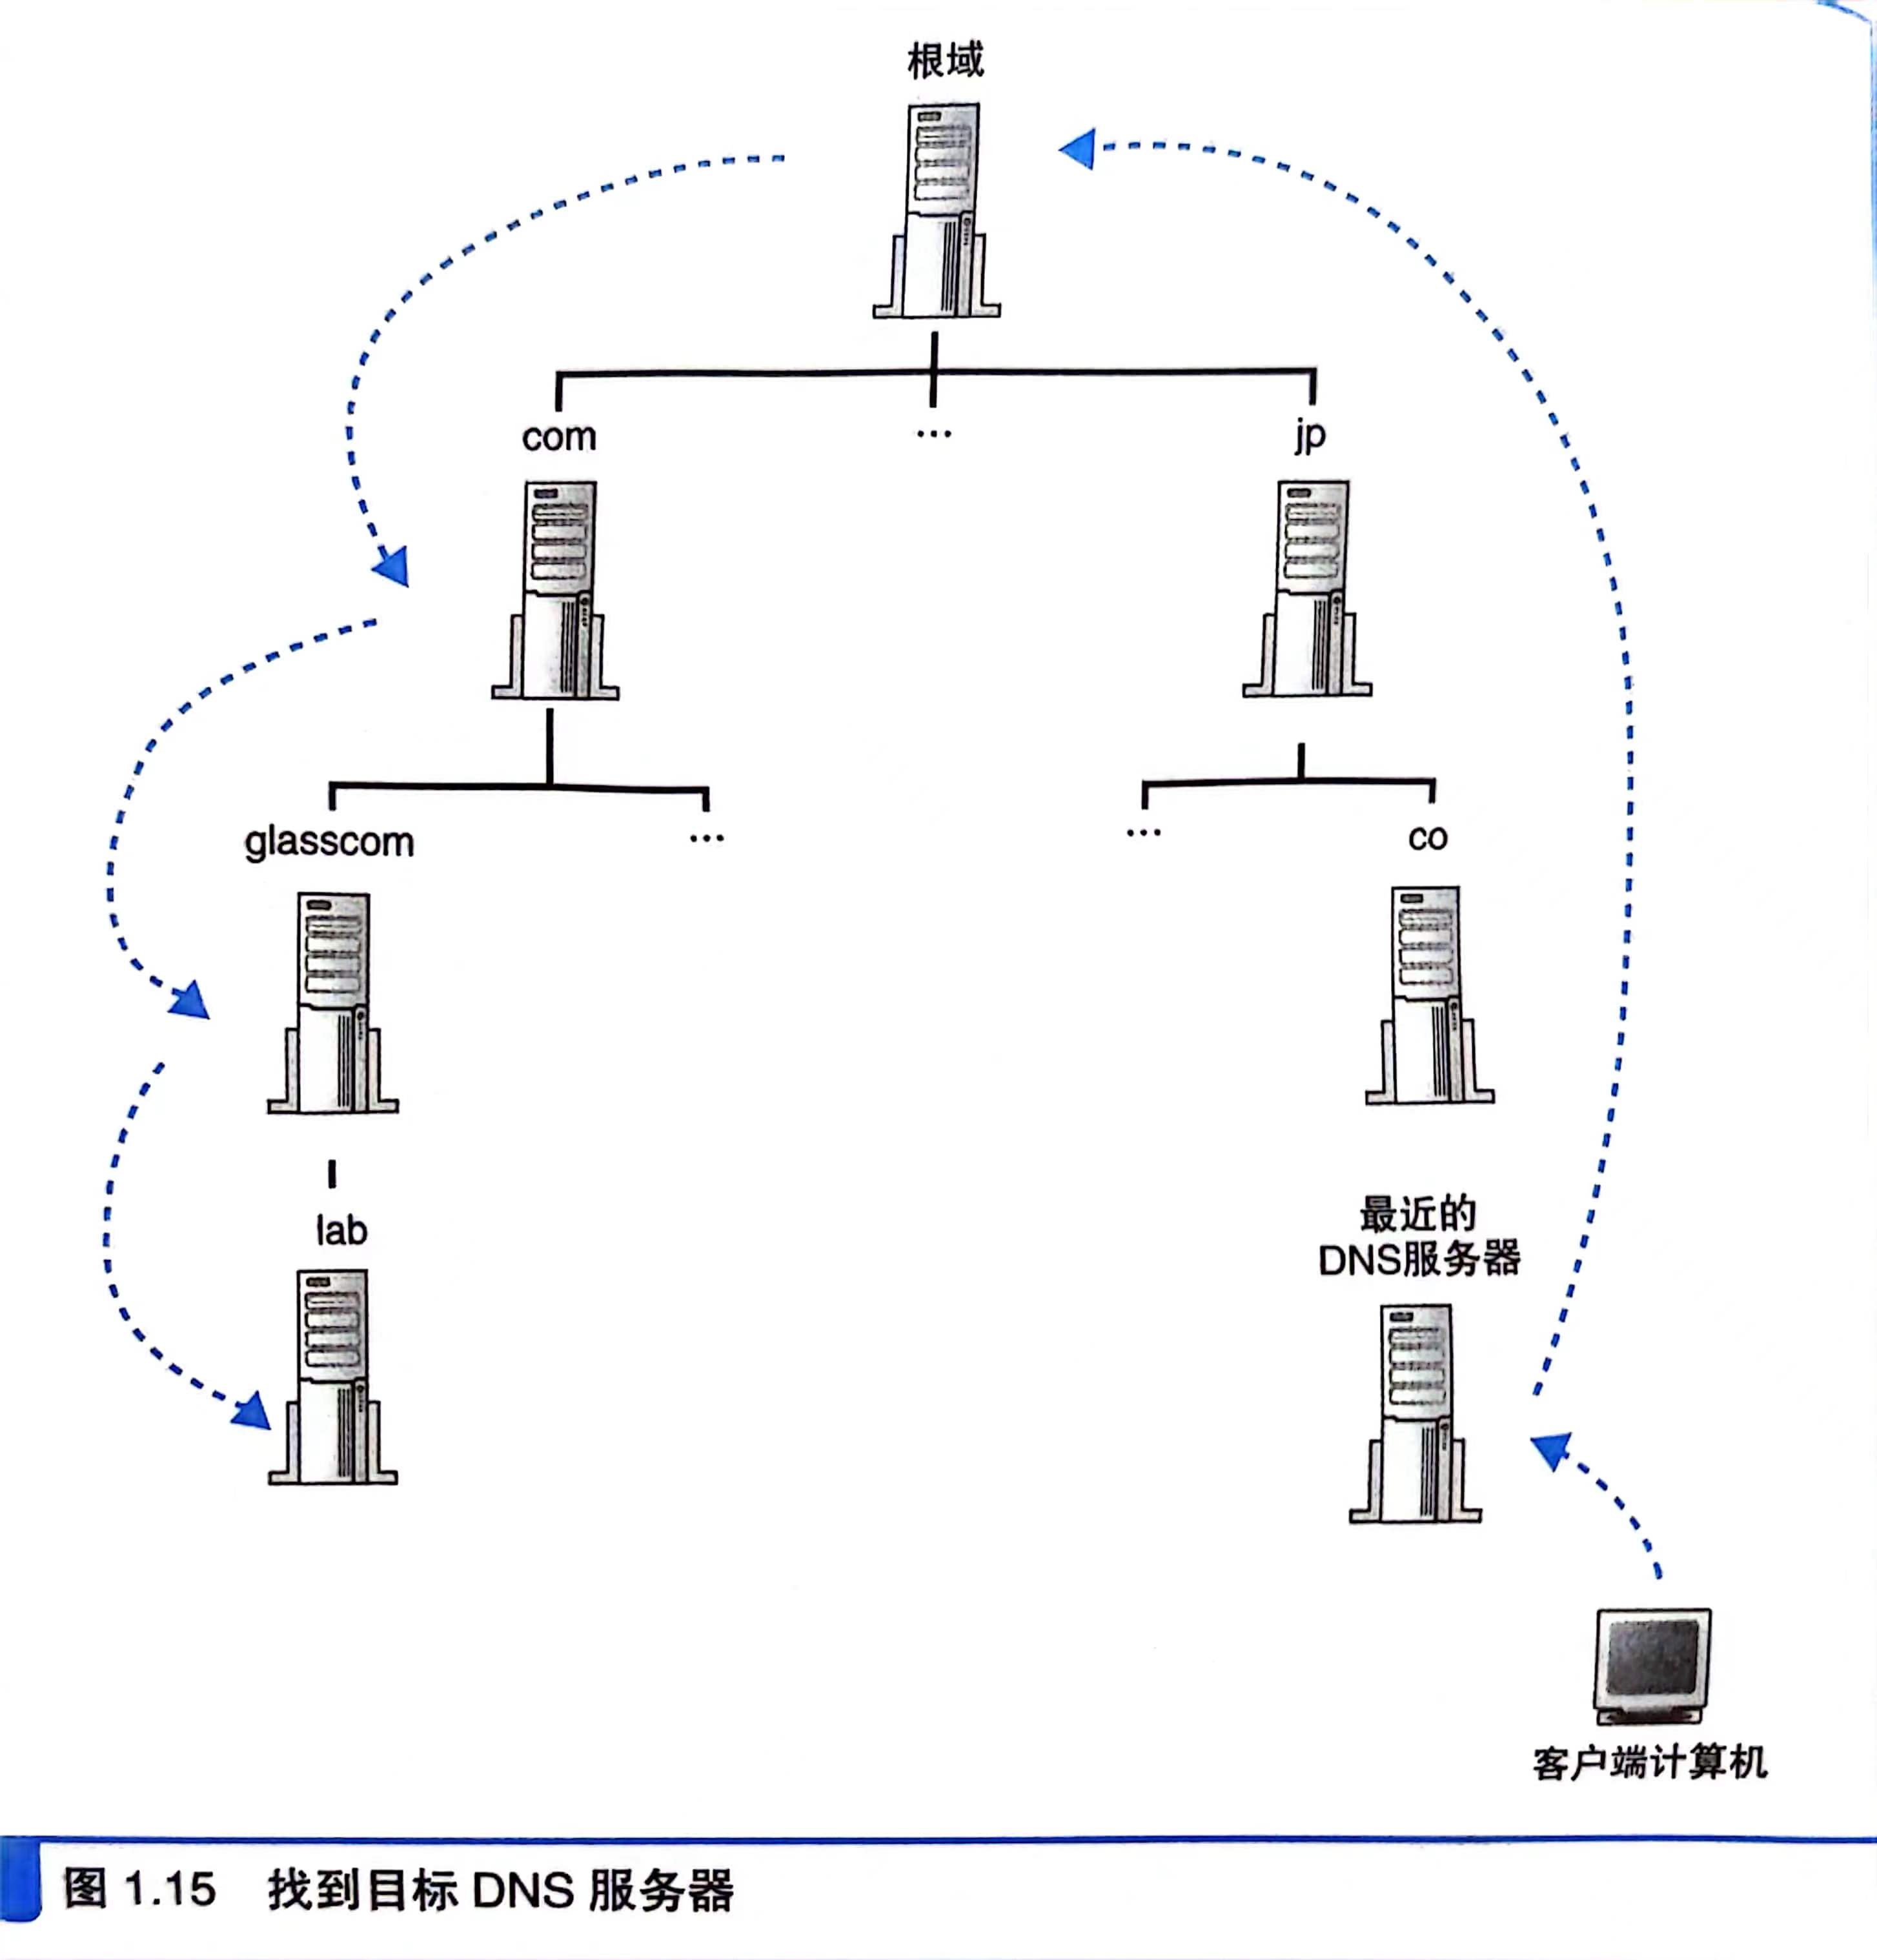 根域
com
…
jp
glasscom
…
…
co
lab
最近的
DNS服务器
客户端计算机
图 1.15 找到目标 DNS 服务器